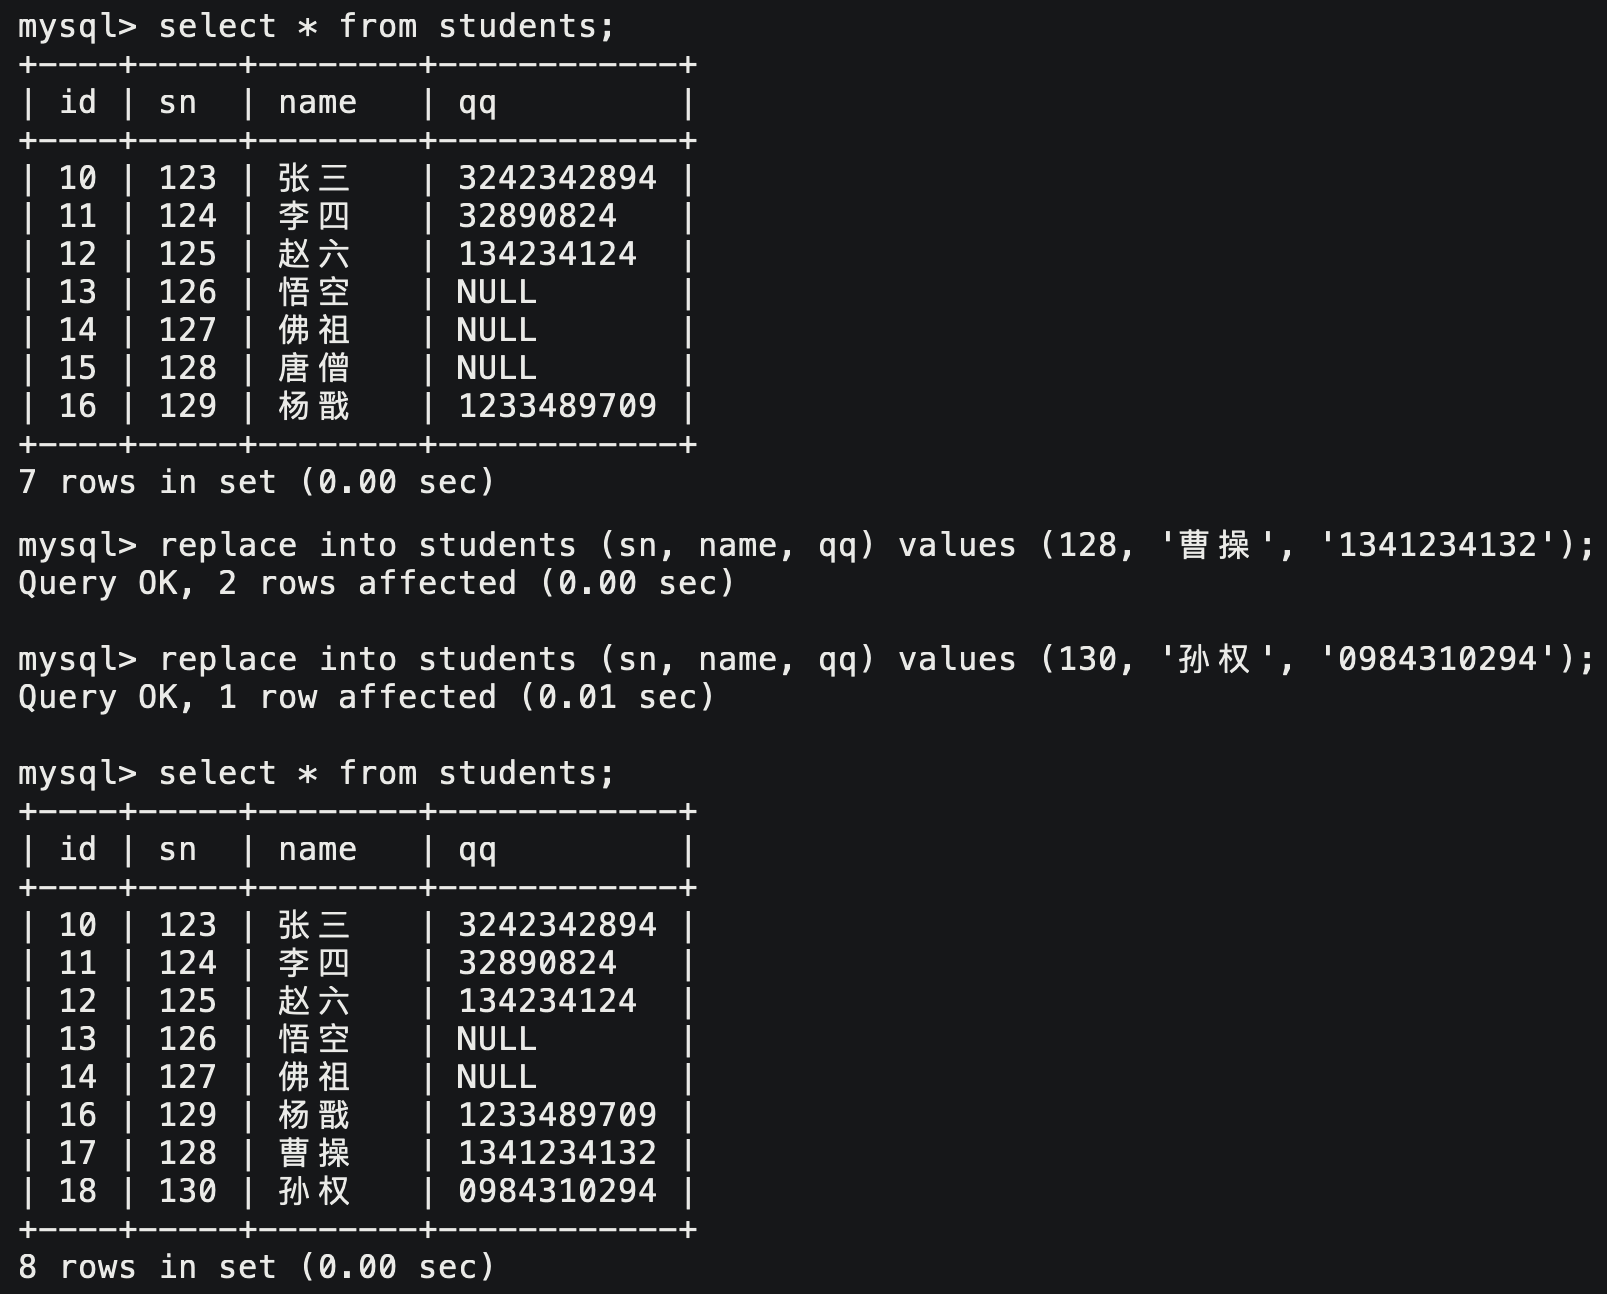 mysql> select * from students;
+----+-----+--------+------------+
| id | sn  | name   | qq         |
+----+-----+--------+------------+
| 10 | 123 | 张三   | 3242342894 |
| 11 | 124 | 李四   | 32890824   |
| 12 | 125 | 赵六   | 134234124  |
| 13 | 126 | 悟空   | NULL       |
| 14 | 127 | 佛祖   | NULL       |
| 15 | 128 | 唐僧   | NULL       |
| 16 | 129 | 杨戬   | 1233489709 |
+----+-----+--------+------------+
7 rows in set (0.00 sec)
mysql> replace into students (sn, name, qq) values (128, '曹操', '1341234132');
Query OK, 2 rows affected (0.00 sec)
mysql> replace into students (sn, name, qq) values (130, '孙权', '0984310294');
Query OK, 1 row affected (0.01 sec)
mysql> select * from students;
+----+-----+--------+------------+
| id | sn  | name   | qq         |
+----+-----+--------+------------+
| 10 | 123 | 张三   | 3242342894 |
| 11 | 124 | 李四   | 32890824   |
| 12 | 125 | 赵六   | 134234124  |
| 13 | 126 | 悟空   | NULL       |
| 14 | 127 | 佛祖   | NULL       |
| 16 | 129 | 杨戬   | 1233489709 |
| 17 | 128 | 曹操   | 1341234132 |
| 18 | 130 | 孙权   | 0984310294 |
+----+-----+--------+------------+
8 rows in set (0.00 sec)